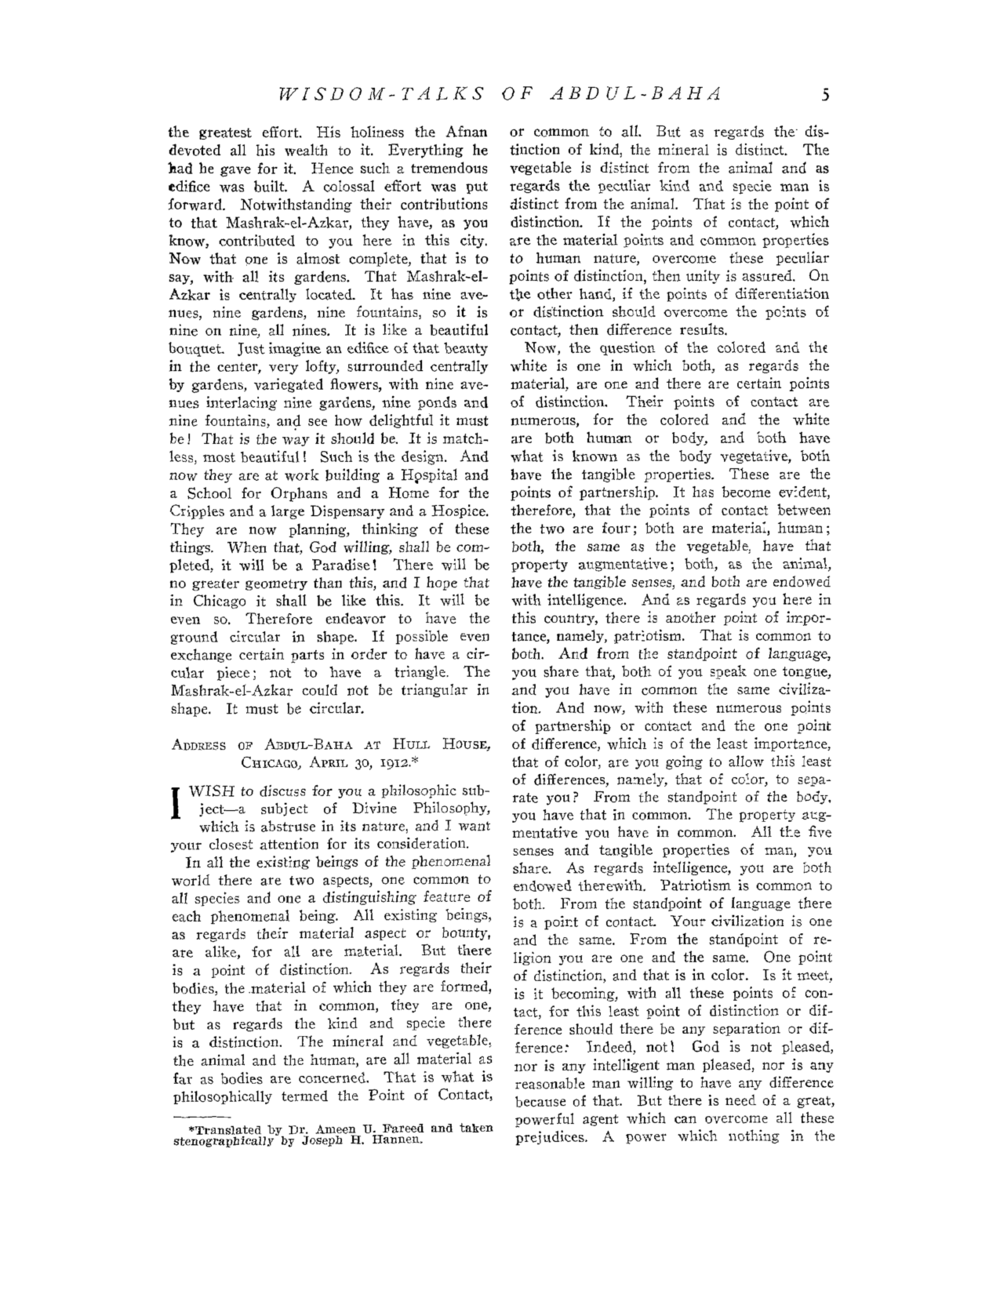 WISDOM-TALKS OF ABDUL-BAHA 5
the greatest effort. His holiness the Afnan
devoted all his wealth to it. Everything he
had he gave for it. Hence such a tremendous
edifice was built. A colossal effort was put
forward. Notwithstanding their contributions
to that Mashrak-el-Azkar, they have, as you
know, contributed to you here in this city.
Now that one is almost complete, that is to
say, with all its gardens. That Mashrak-el-
Azkar is centrally located. It has nine ave-
nues, nine gardens, nine fountains, so it is
nine on nine, all nines. It is like a beautiful
bouquet. Just imagine an edifice of that beauty
in the center, very lofty, surrounded centrally
by gardens, variegated flowers, with nine ave-
nues interlacing nine gardens, nine ponds and
nine fountains, and see how delightful it must
be! That is the way it should be. It is match-
less, most beautiful! Such is the design. And
now they are at work building a Hospital and
a School for Orphans and a Home for the
Cripples and a large Dispensary and a Hospice.
They are now planning, thinking of these
things. When that, God willing, shall be com-
pleted, it will be a Paradise! There will be
no greater geometry than this, and I hope that
in Chicago it shall be like this. It will be
even so. Therefore endeavor to have the
ground circular in shape. If possible even
exchange certain parts in order to have a cir-
cular piece; not to have a triangle. The
Mashrak-el-Azkar could not be triangular in
shape. It must be circular.
ADDRESS OF ABDUL-BAHA AT HULL HOUSE,
CHICAGO, APRIL 30, 1912.*
I WISH to discuss for you a philosophic sub-
ject—a subject of Divine Philosophy,
which is abstruse in its nature, and I want
your closest attention for its consideration.
In all the existing beings of the phenomenal
world there are two aspects, one common to
all species and one a distinguishing feature of
each phenomenal being. All existing beings,
as regards their material aspect or bounty,
are alike, for all are material. But there
is a point of distinction. As regards their
bodies, the material of which they are formed,
they have that in common, they are one,
but as regards the kind and specie there
is a distinction. The mineral and vegetable,
the animal and the human, are all material as
far as bodies are concerned. That is what is
philosophically termed the Point of Contact,
*Translated by Dr. Ameen U. Fareed and taken
stenographically by Joseph H. Hannen.
or common to all. But as regards the dis-
tinction of kind, the mineral is distinct. The
vegetable is distinct from the animal and as
regards the peculiar kind and specie man is
distinct from the animal. That is the point of
distinction. If the points of contact, which
are the material points and common properties
to human nature, overcome these peculiar
points of distinction, then unity is assured. On
the other hand, if the points of differentiation
or distinction should overcome the points of
contact, then difference results.
Now, the question of the colored and the
white is one in which both, as regards the
material, are one and there are certain points
of distinction. Their points of contact are
numerous, for the colored and the white
are both human or body, and both have
what is known as the body vegetative, both
have the tangible properties. These are the
points of partnership. It has become evident,
therefore, that the points of contact between
the two are four; both are material, human;
both, the same as the vegetable, have that
property augmentative; both, as the animal,
have the tangible senses, and both are endowed
with intelligence. And as regards you here in
this country, there is another point of impor-
tance, namely, patriotism. That is common to
both. And from the standpoint of language,
you share that, both of you speak one tongue,
and you have in common the same civiliza-
tion. And now, with these numerous points
of partnership or contact and the one point
of difference, which is of the least importance,
that of color, are you going to allow this least
of differences, namely, that of color, to sepa-
rate you? From the standpoint of the body,
you have that in common. The property aug-
mentative you have in common. All the five
senses and tangible properties of man, you
share. As regards intelligence, you are both
endowed therewith. Patriotism is common to
both. From the standpoint of language there
is a point of contact. Your civilization is one
and the same. From the standpoint of re-
ligion you are one and the same. One point
of distinction, and that is in color. Is it meet,
is it becoming, with all these points of con-
tact, for this least point of distinction or dif-
ference should there be any separation or dif-
ference: Indeed, not! God is not pleased,
nor is any intelligent man pleased, nor is any
reasonable man willing to have any difference
because of that. But there is need of a great,
powerful agent which can overcome all these
prejudices. A power which nothing in the